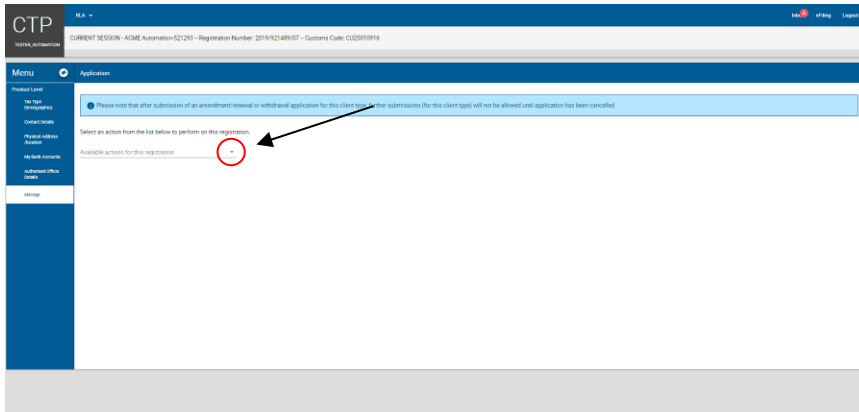 CTP
TESTER_AUTOMATION
RLA
Inbox 6 eFiling Logout
CURRENT SESSION - ACME Automation-521293 – Registration Number: 2019/921489/07 – Customs Code: CU25010916
Menu
Application:
Product Level
Tax Type
Demographics
Contact Details
Physical Address
/location
My Bank Accounts
Authorised Officer
Details
Manage
Please note that after submission of an amendment/renewal or withdrawal application for this client type, further submissions (for this client type) will not be allowed until application has been cancelled
Select an action from the list below to perform on this registration.
Available actions for this registration